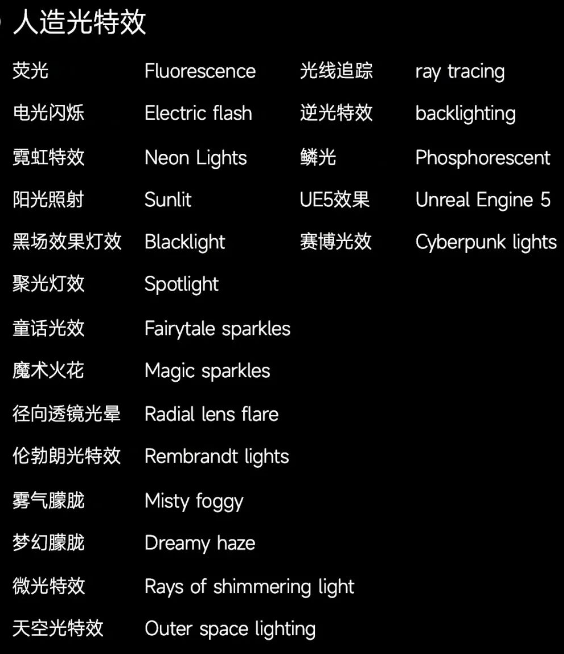 人造光特效
荧光 Fluorescence 光线追踪 ray tracing
电光闪烁 Electric flash 逆光特效 backlighting
霓虹特效 Neon Lights 鳞光 Phosphorescent
阳光照射 Sunlit UE5效果 Unreal Engine 5
黑场效果灯效 Blacklight 赛博光效 Cyberpunk lights
聚光灯效 Spotlight
童话光效 Fairytale sparkles
魔术火花 Magic sparkles
径向透镜光晕 Radial lens flare
伦勃朗光特效 Rembrandt lights
雾气朦胧 Misty foggy
梦幻朦胧 Dreamy haze
微光特效 Rays of shimmering light
天空光特效 Outer space lighting